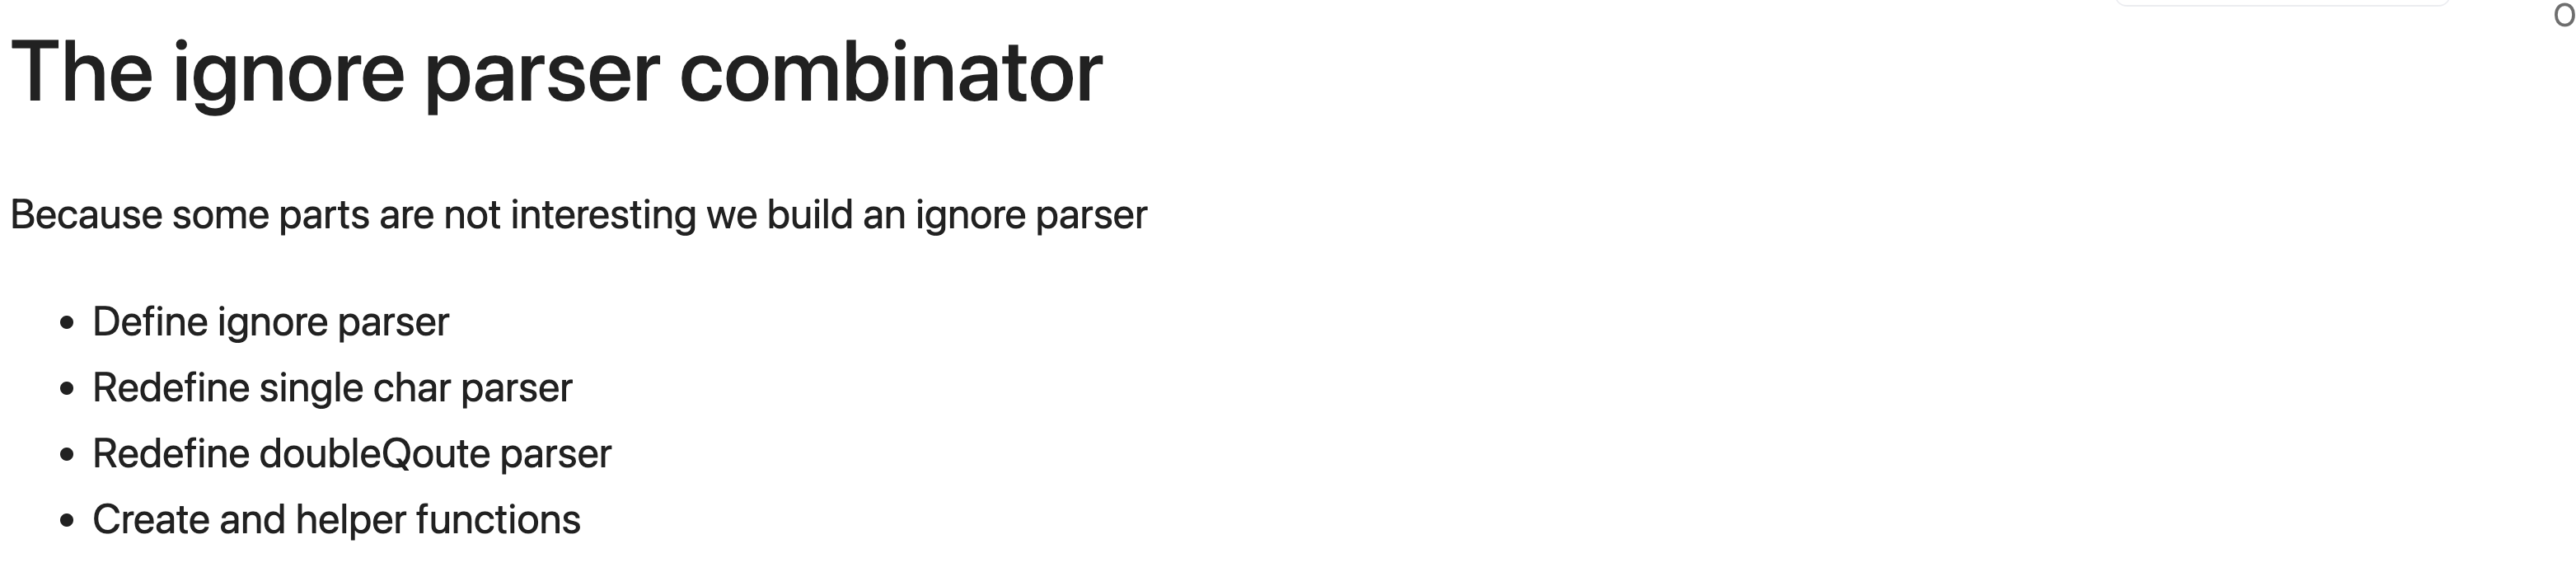 The ignore parser combinator
Because some parts are not interesting we build an ignore parser
• Define ignore parser
• Redefine single char parser
• Redefine doubleQoute parser
• Create and helper functions